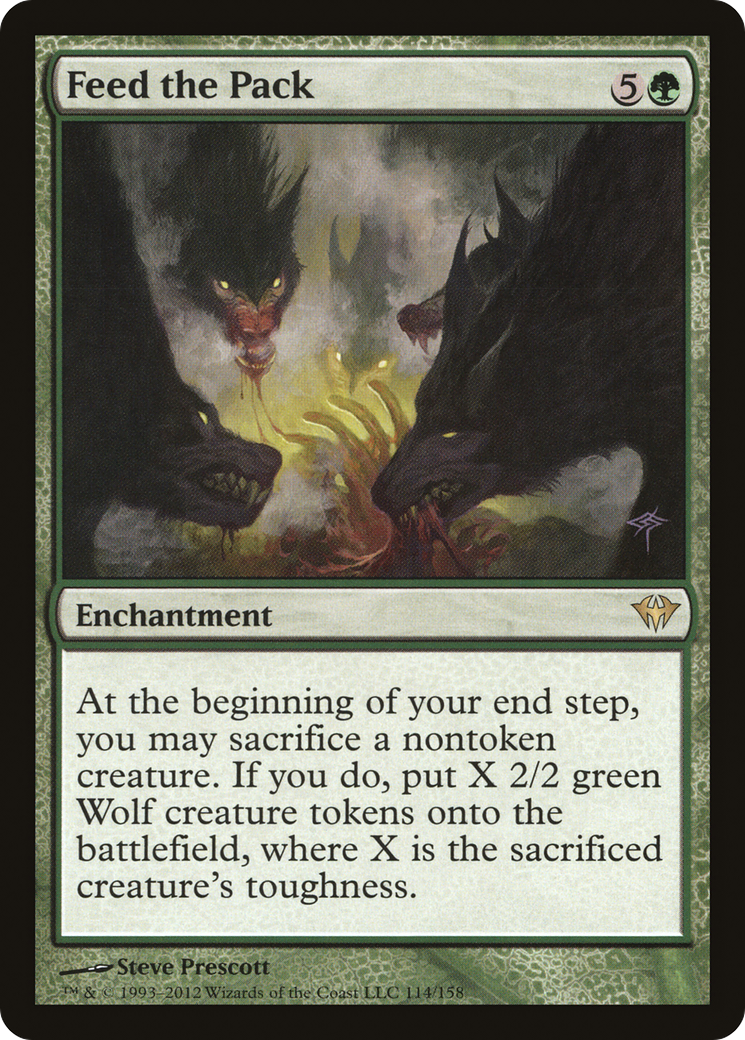 Feed the Pack 5
Enchantment
At the beginning of your end step,
you may sacrifice a nontoken
creature. If you do, put X 2/2 green
Wolf creature tokens onto the
battlefield, where X is the sacrificed
creature's toughness.
Steve Prescott
™ & © 1993–2012 Wizards of the Coast LLC 114/158